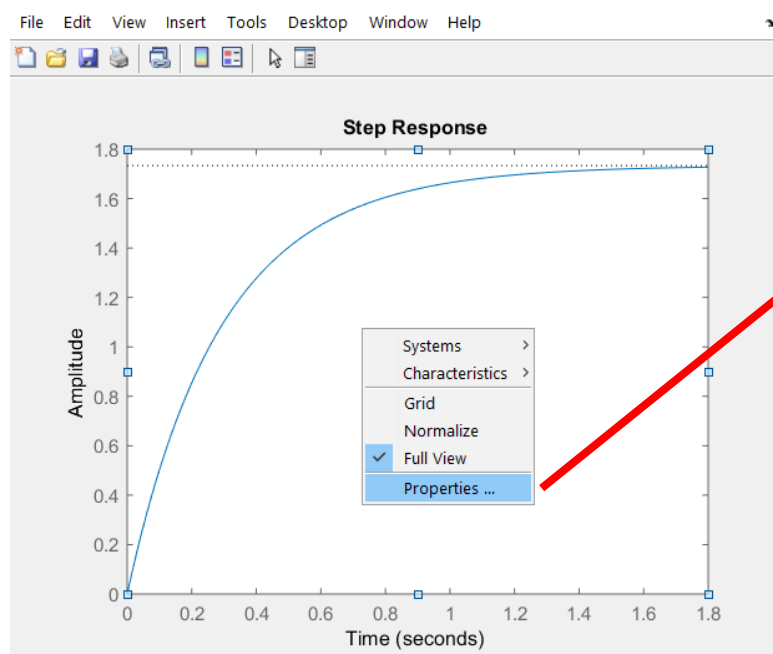 File Edit View Insert Tools Desktop Window Help
Step Response
1.8
1.6
1.4
1.2
1
0.8
0.6
0.4
0.2
0
Amplitude
Systems
Characteristics
Grid
Normalize
Full View
Properties ...
0 0.2 0.4 0.6 0.8 1 1.2 1.4 1.6 1.8
Time (seconds)